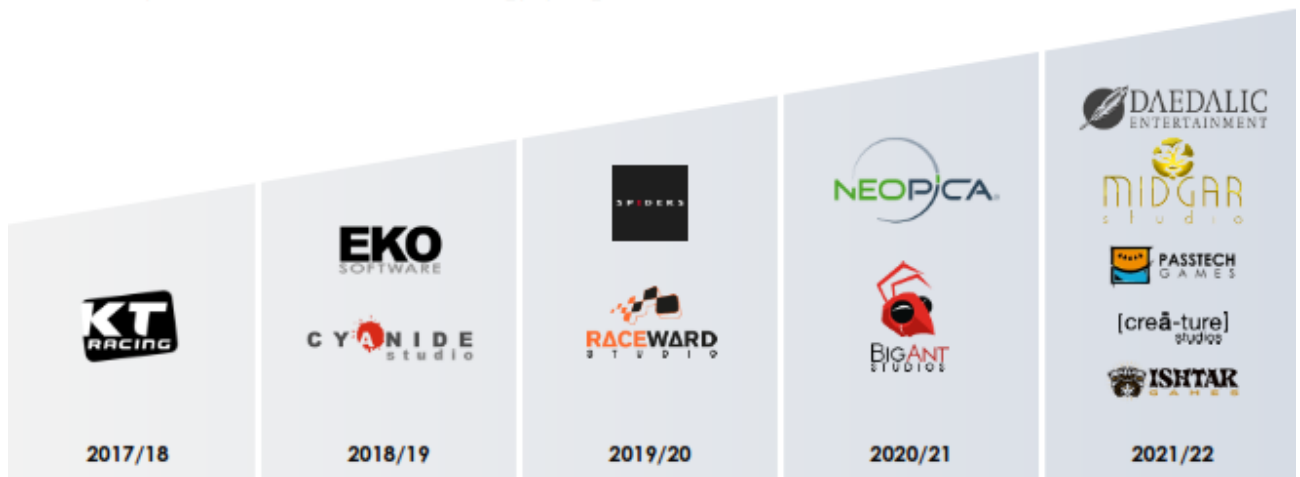 KT
RACING
2017/18
EKO
SOFTWARE
CYANIDE
studio
2018/19
SPIDERS
RACEWARD
STUDIO
2019/20
NEOPICA®
BIGANT
STUDIOS
2020/21
DAEDALIC
ENTERTAINMENT
MIDGAR
studio
PASSTECH
GAMES
[creā-ture]
studios
ISHTAR
GAMES
2021/22